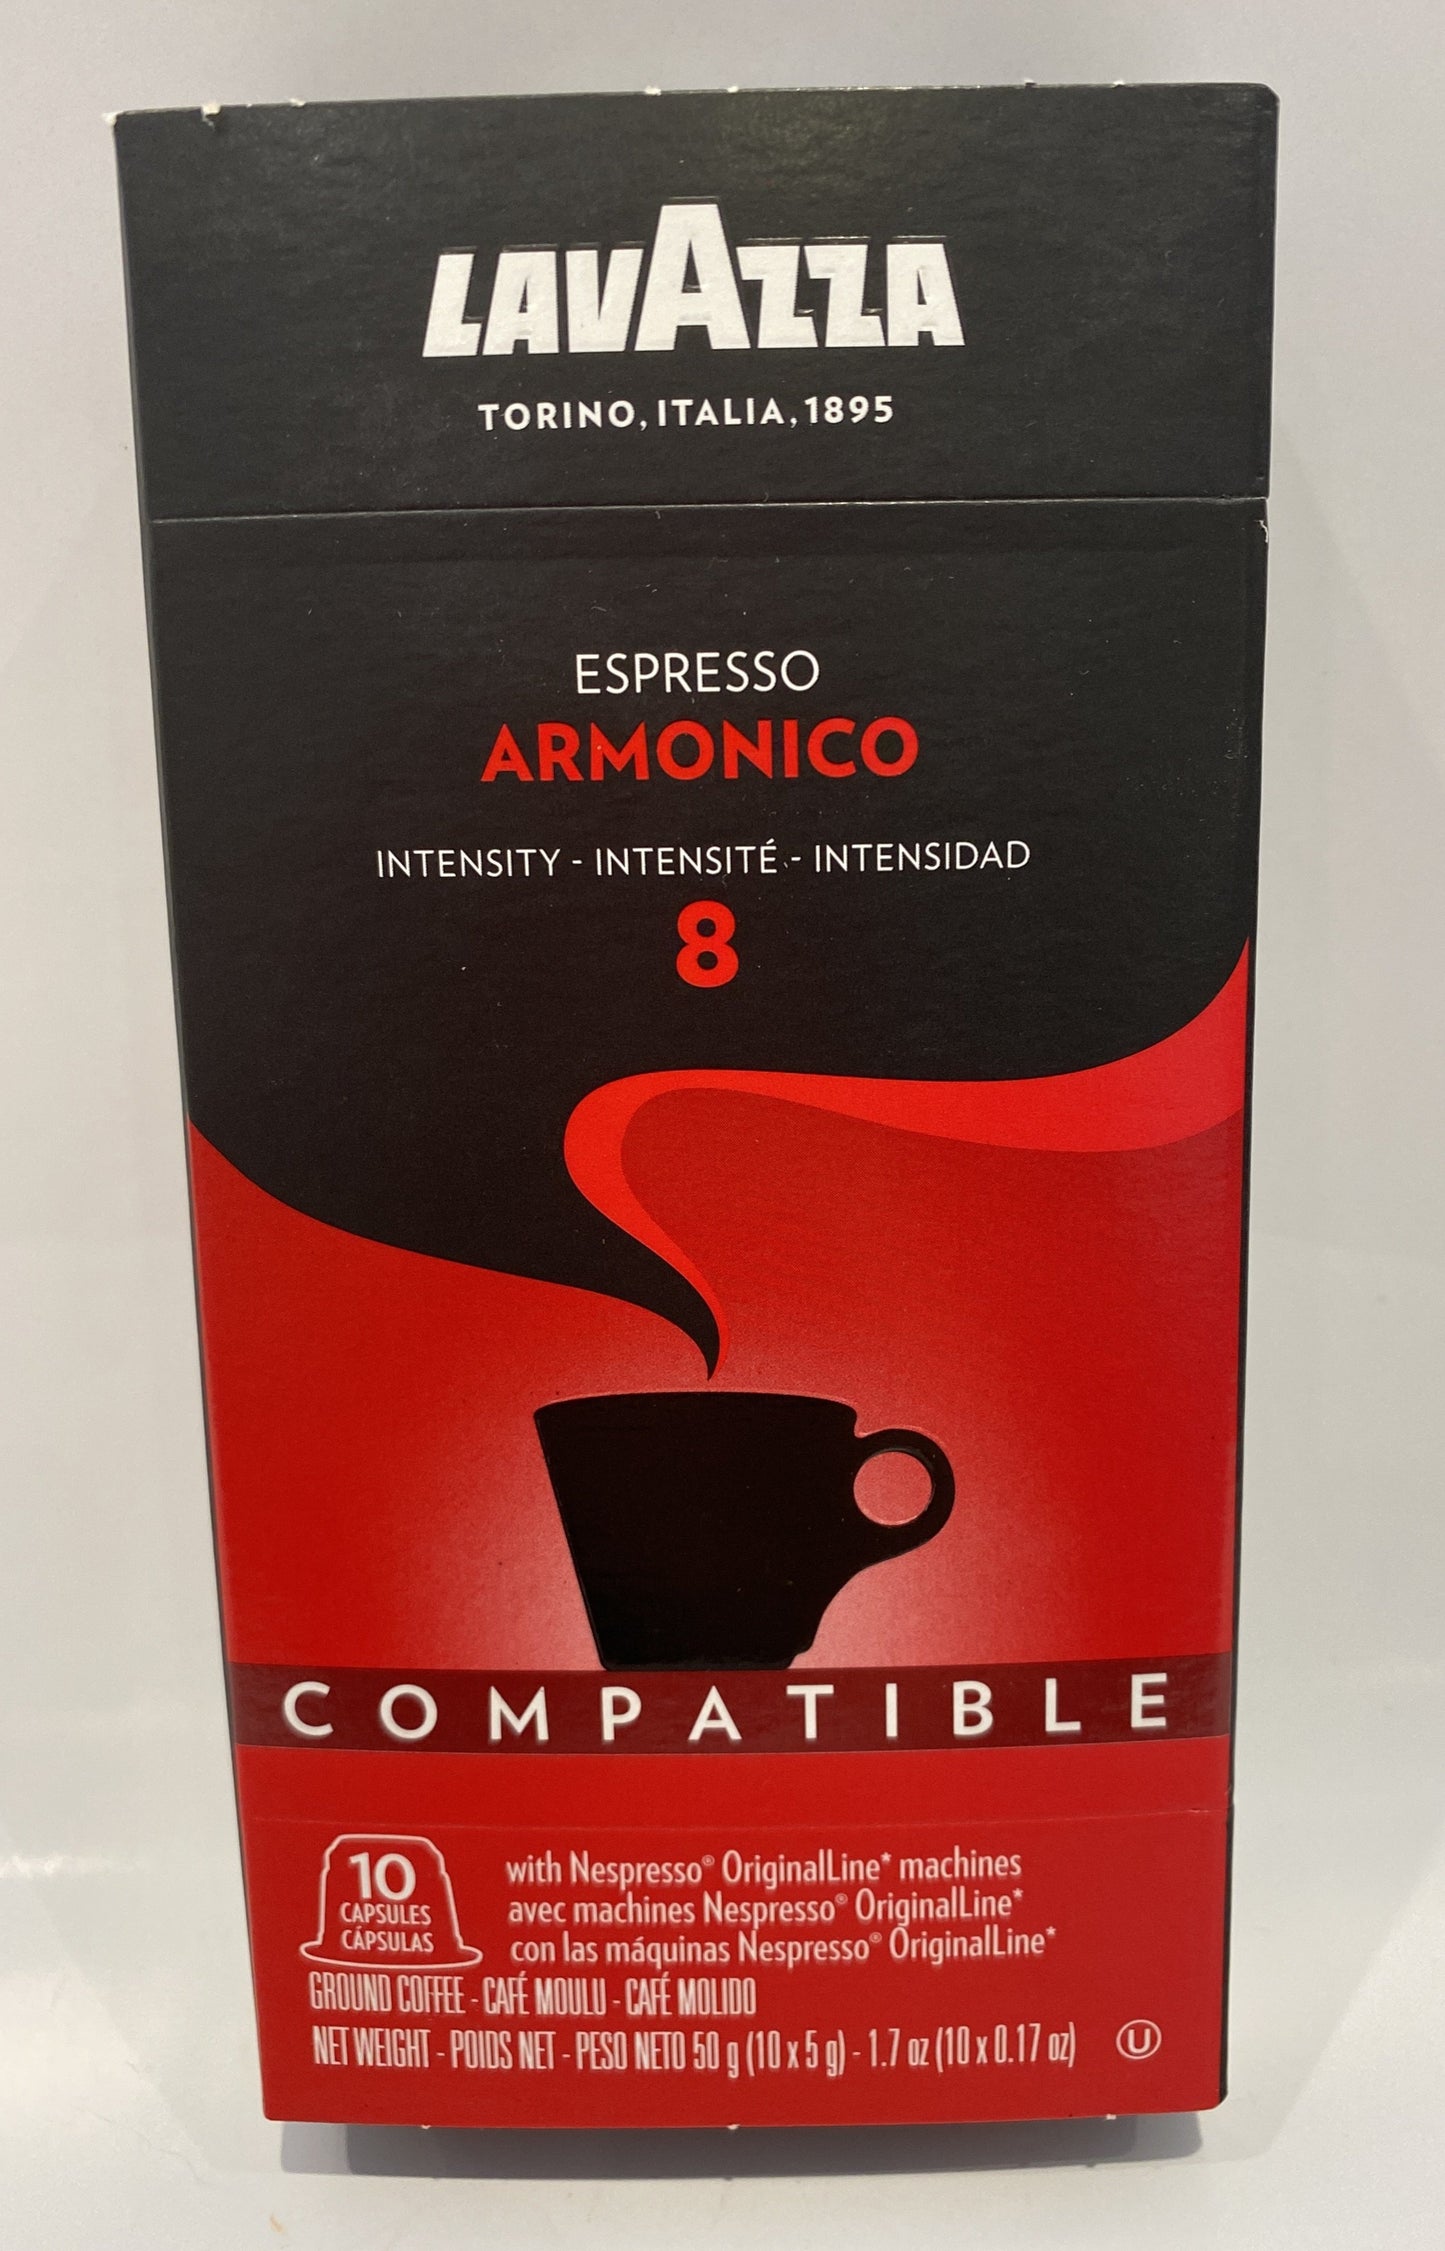 LAVAZZA
TORINO, ITALIA, 1895
ESPRESSO
ARMONICO
INTENSITY - INTENSITÉ - INTENSIDAD
8
COMPATIBLE
10
CAPSULES
CÁPSULAS
with Nespresso® OriginalLine* machines
avec machines Nespresso® OriginalLine*
con las máquinas Nespresso® OriginalLine*
GROUND COFFEE - CAFÉ MOULU - CAFÉ MOLIDO
NET WEIGHT - POIDS NET - PESO NETO 50 g (10 x 5 g) - 1.7 oz (10 x 0.17 oz)
U